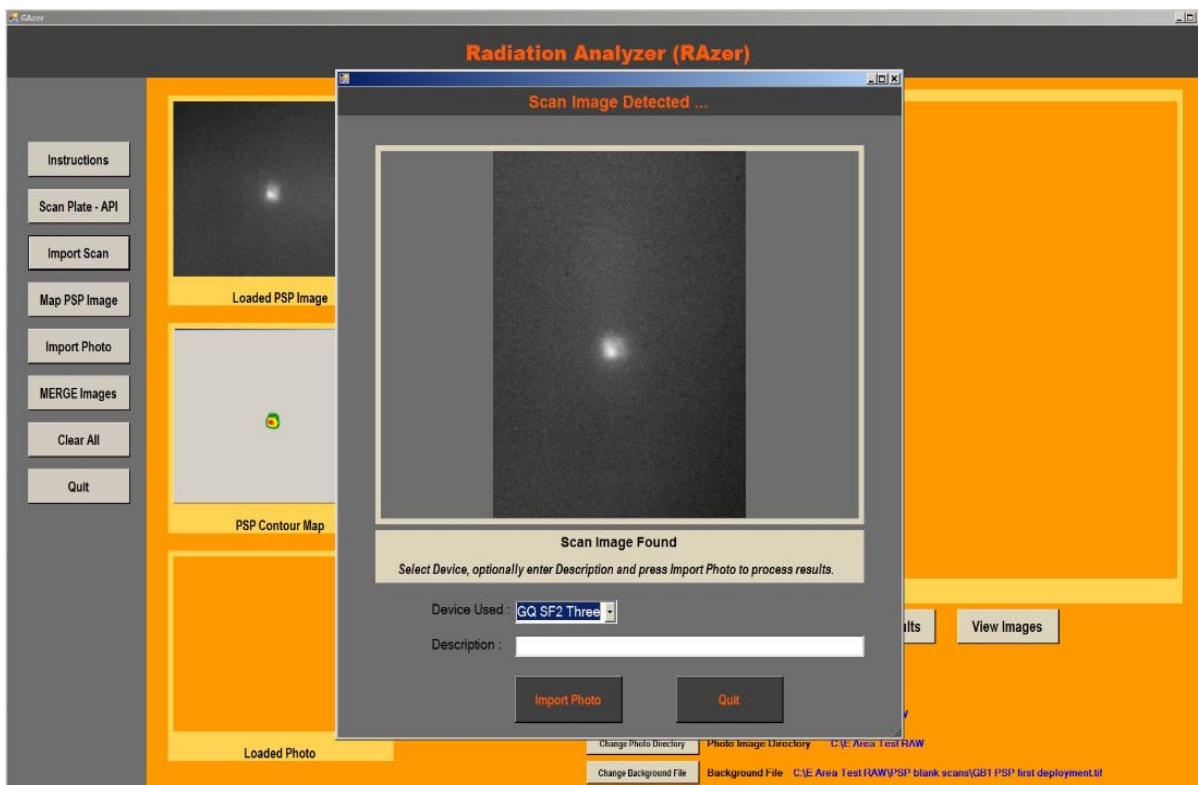 GAzer
Radiation Analyzer (RAzer)
Scan Image Detected ...
Instructions
Scan Plate - API
Import Scan
Map PSP Image
Import Photo
MERGE Images
Clear All
Quit
Loaded PSP Image
PSP Contour Map
Loaded Photo
Scan Image Found
Select Device, optionally enter Description and press Import Photo to process results.
Device Used : GQ SF2 Three
Description :
Import Photo Quit
View Images
Change Photo Directory Photo Image Directory C:\E Area Test RAW
Change Background File Background File C:\E Area Test RAW\PSP blank scans\GB1 PSP first deployment.tif